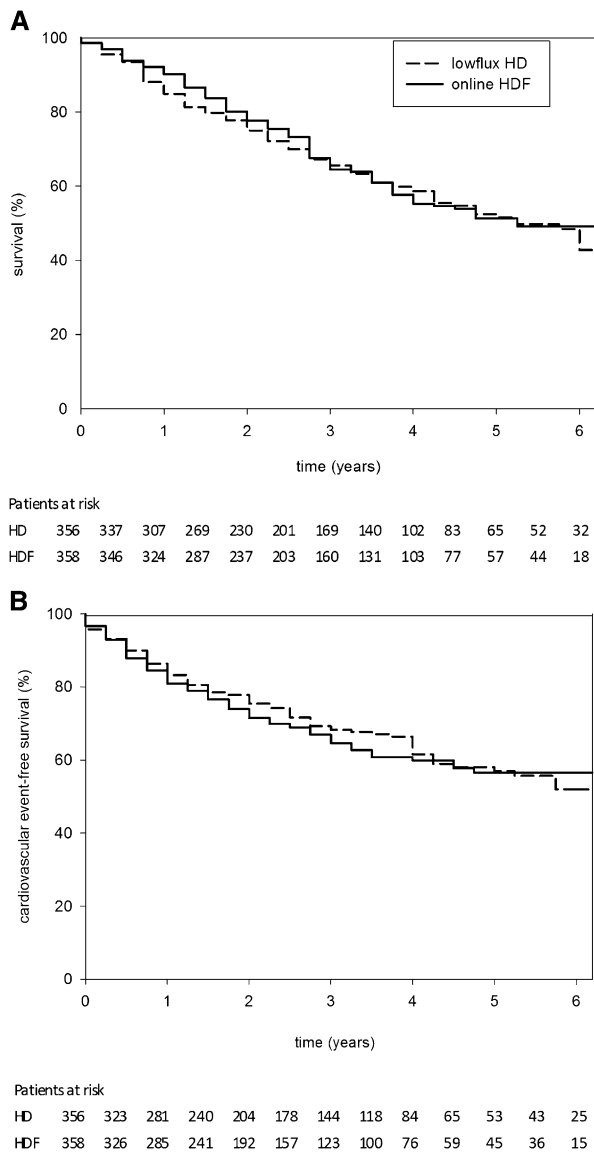 A
100
80
60
40
20
0
survival (%)
lowflux HD
online HDF
0 1 2 3 4 5 6
time (years)
Patients at risk
HD 356 337 307 269 230 201 169 140 102 83 65 52 32
HDF 358 346 324 287 237 203 160 131 103 77 57 44 18
B
100
80
60
40
20
0
cardiovascular event-free survival (%)
0 1 2 3 4 5 6
time (years)
Patients at risk
HD 356 323 281 240 204 178 144 118 84 65 53 43 25
HDF 358 326 285 241 192 157 123 100 76 59 45 36 15